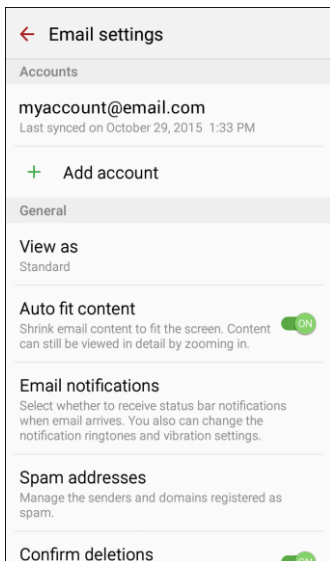 Email settings
Accounts
myaccount@email.com
Last synced on October 29, 2015 1:33 PM
+ Add account
General
View as
Standard
Auto fit content
Shrink email content to fit the screen. Content
can still be viewed in detail by zooming in.
ON
Email notifications
Select whether to receive status bar notifications
when email arrives. You also can change the
notification ringtones and vibration settings.
Spam addresses
Manage the senders and domains registered as
spam.
Confirm deletions
ON